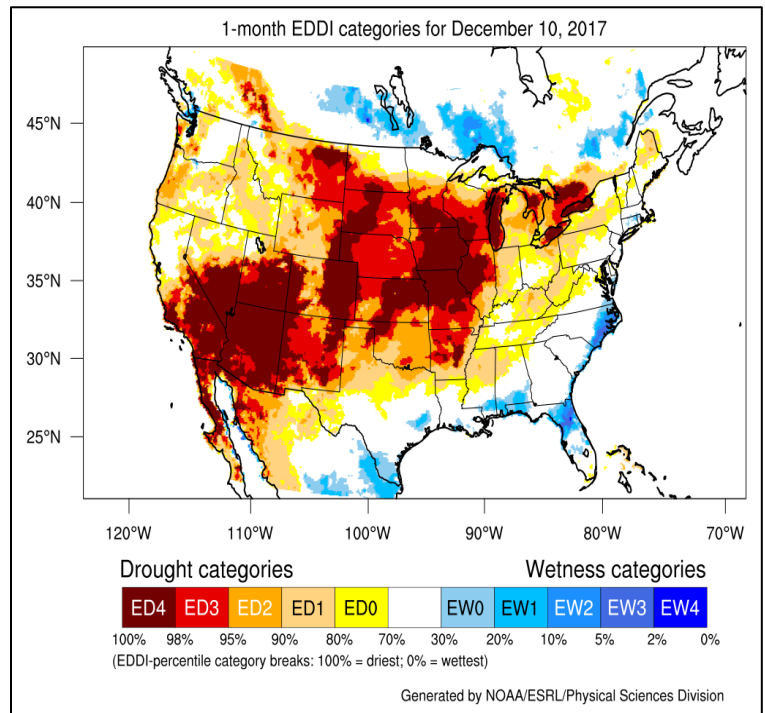 1-month EDDI categories for December 10, 2017
45°N
40°N
35°N
30°N
25°N
120°W 110°W 100°W 90°W 80°W 70°W
Drought categories Wetness categories
ED4 ED3 ED2 ED1 ED0 EW0 EW1 EW2 EW3 EW4
100% 98% 95% 90% 80% 70% 30% 20% 10% 5% 2% 0%
(EDDI-percentile category breaks: 100% = driest; 0% = wettest)
Generated by NOAA/ESRL/Physical Sciences Division